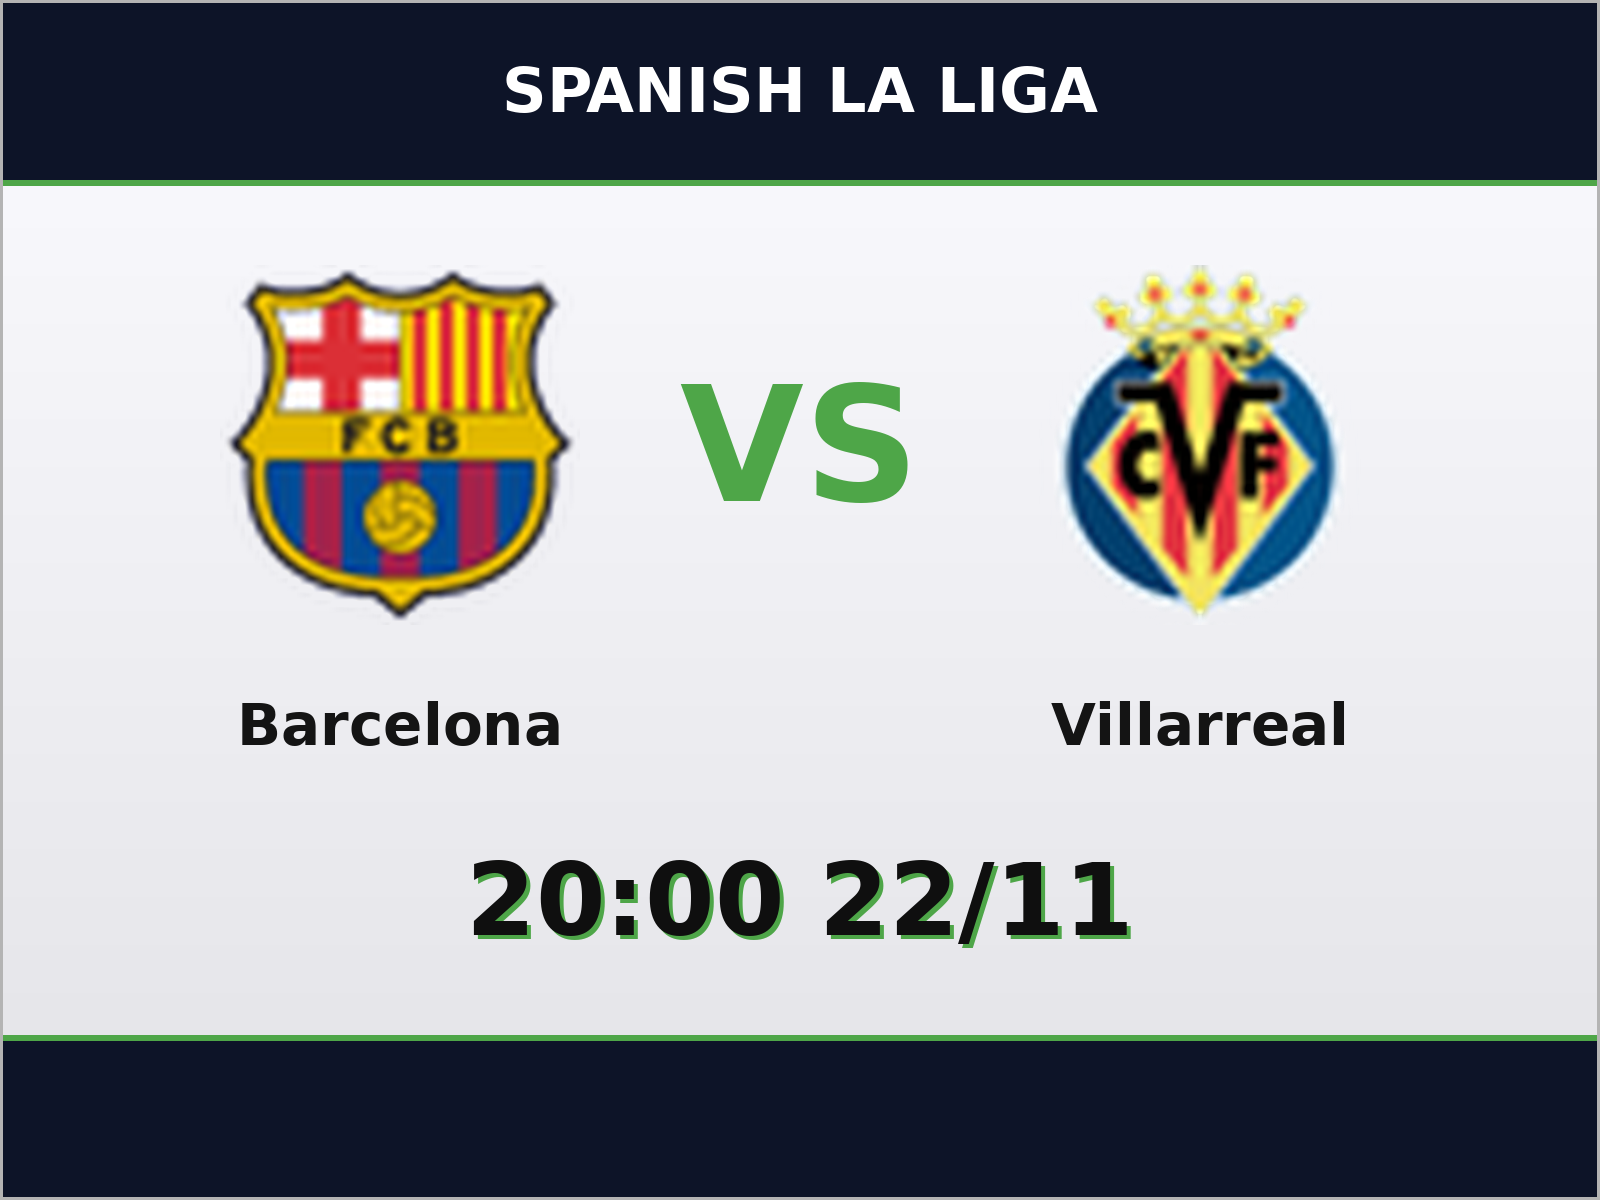 SPANISH LA LIGA
FCB
VS
CVF
Barcelona
Villarreal
20:00 22/11